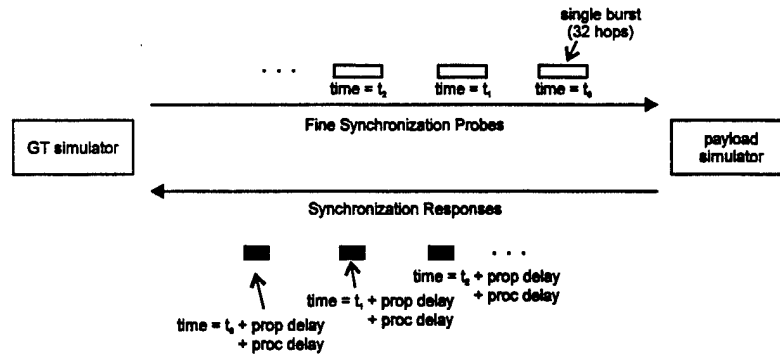 single burst
(32 hops)
. . .
time = t₂
time = t₁
time = t₀
Fine Synchronization Probes
GT simulator
payload
simulator
Synchronization Responses
. . .
time = t₂ + prop delay
+ proc delay
time = t₁ + prop delay
+ proc delay
time = t₀ + prop delay
+ proc delay